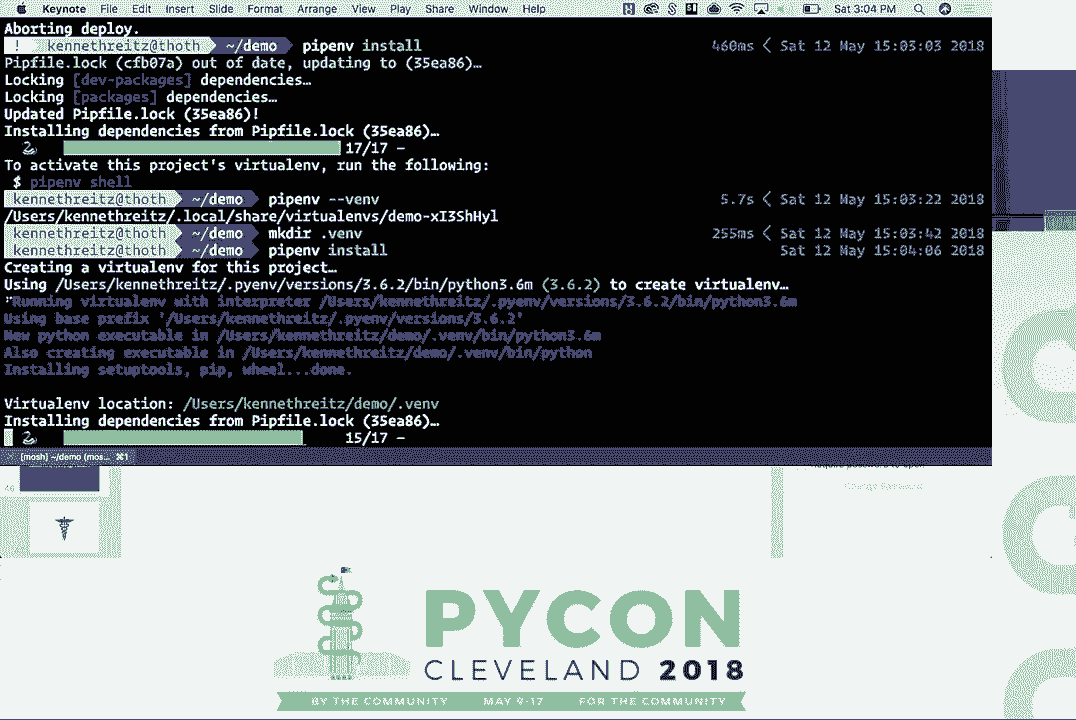 Keynote File Edit Insert Slide Format Arrange View Play Share Window Help Sat 3:04 PM
Aborting deploy.
! kennethreitz@thoth ~/demo pipenv install 460ms < Sat 12 May 15:03:03 2018
Pipfile.lock (cfb07a) out of date, updating to (35ea86)…
Locking [dev-packages] dependencies…
Locking [packages] dependencies…
Updated Pipfile.lock (35ea86)!
Installing dependencies from Pipfile.lock (35ea86)…
17/17 –
To activate this project's virtualenv, run the following:
$ pipenv shell
kennethreitz@thoth ~/demo pipenv --venv 5.7s < Sat 12 May 15:03:22 2018
/Users/kennethreitz/.local/share/virtualenvs/demo-xI3ShHyl
kennethreitz@thoth ~/demo mkdir .venv 255ms < Sat 12 May 15:03:42 2018
kennethreitz@thoth ~/demo pipenv install Sat 12 May 15:04:06 2018
Creating a virtualenv for this project…
Using /Users/kennethreitz/.pyenv/versions/3.6.2/bin/python3.6m (3.6.2) to create virtualenv…
"Running virtualenv with interpreter /Users/kennethreitz/.pyenv/versions/3.6.2/bin/python3.6m
Using base prefix '/Users/kennethreitz/.pyenv/versions/3.6.2'
New python executable in /Users/kennethreitz/demo/.venv/bin/python3.6m
Also creating executable in /Users/kennethreitz/demo/.venv/bin/python
Installing setuptools, pip, wheel...done.
Virtualenv location: /Users/kennethreitz/demo/.venv
Installing dependencies from Pipfile.lock (35ea86)…
15/17 –
[mosh] ~/demo (mos... ⌘1
46
Require password to open
Change Password
PYCON
CLEVELAND 2018
BY THE COMMUNITY MAY 9-17 FOR THE COMMUNITY